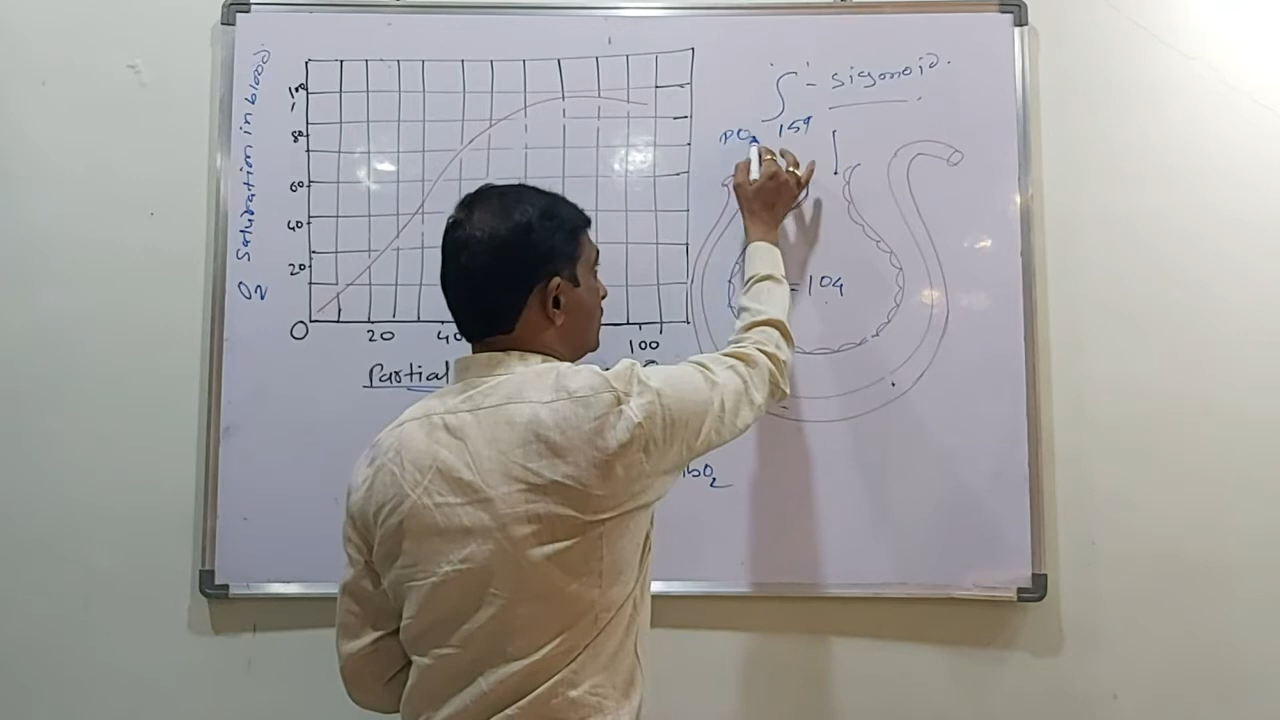 O2 Saturation in blood
100
80
60
40
20
0
20
40
100
Partial
'∫' - sigmoid.
PO2 159
- 104
bO2